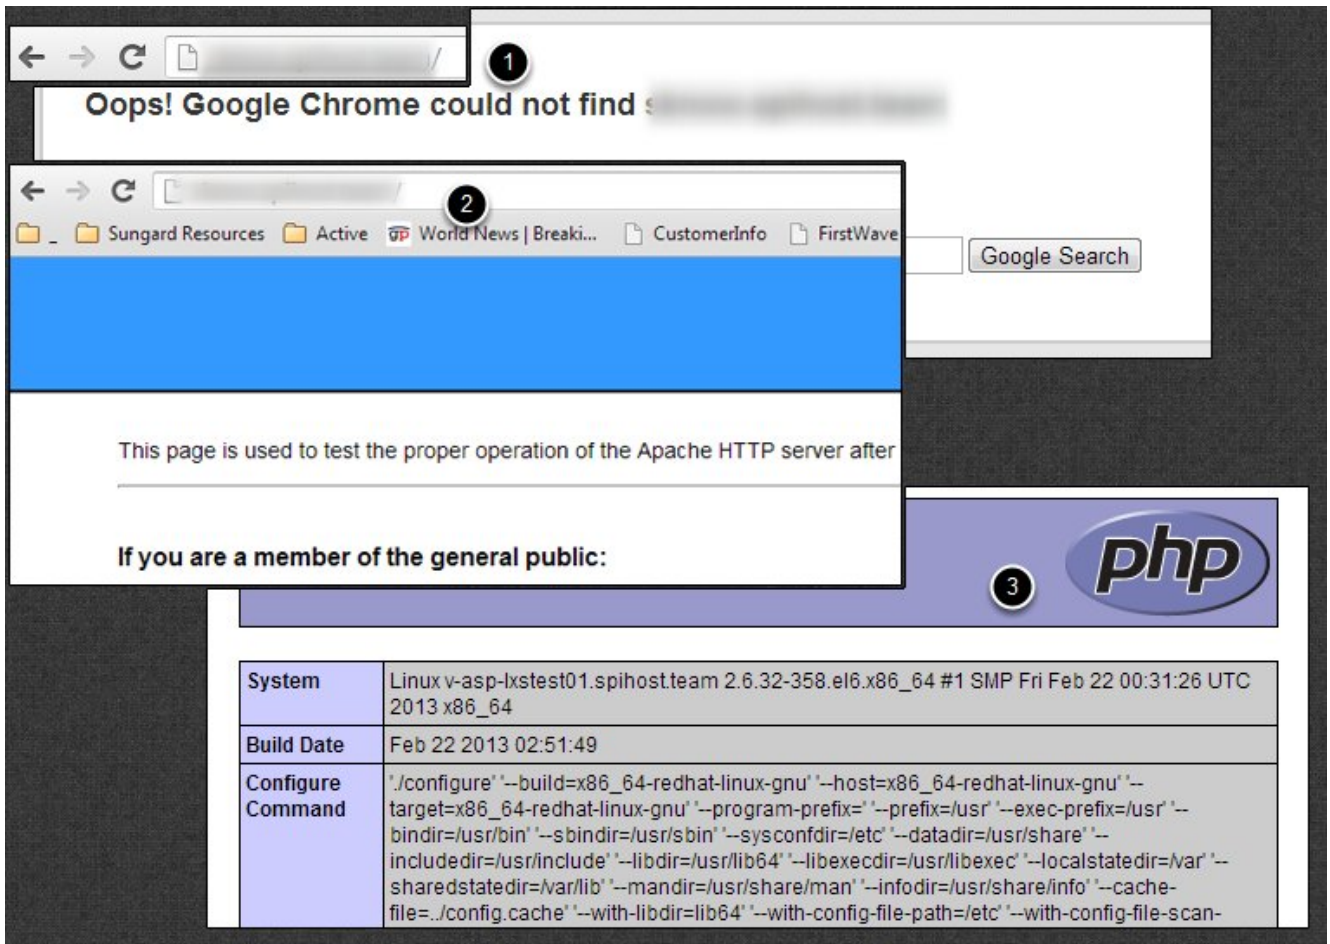 /
1
Oops! Google Chrome could not find
/
2
_ Sungard Resources Active World News | Breaki... CustomerInfo FirstWave
Google Search
This page is used to test the proper operation of the Apache HTTP server after
If you are a member of the general public:
php
3
System
Linux v-asp-lxstest01.spihost.team 2.6.32-358.el6.x86_64 #1 SMP Fri Feb 22 00:31:26 UTC
2013 x86_64
Build Date
Feb 22 2013 02:51:49
Configure
Command
'./configure' '--build=x86_64-redhat-linux-gnu' '--host=x86_64-redhat-linux-gnu' '--
target=x86_64-redhat-linux-gnu' '--program-prefix=' '--prefix=/usr' '--exec-prefix=/usr' '--
bindir=/usr/bin' '--sbindir=/usr/sbin' '--sysconfdir=/etc' '--datadir=/usr/share' '--
includedir=/usr/include' '--libdir=/usr/lib64' '--libexecdir=/usr/libexec' '--localstatedir=/var' '--
sharedstatedir=/var/lib' '--mandir=/usr/share/man' '--infodir=/usr/share/info' '--cache-
file=../config.cache' '--with-libdir=lib64' '--with-config-file-path=/etc' '--with-config-file-scan-